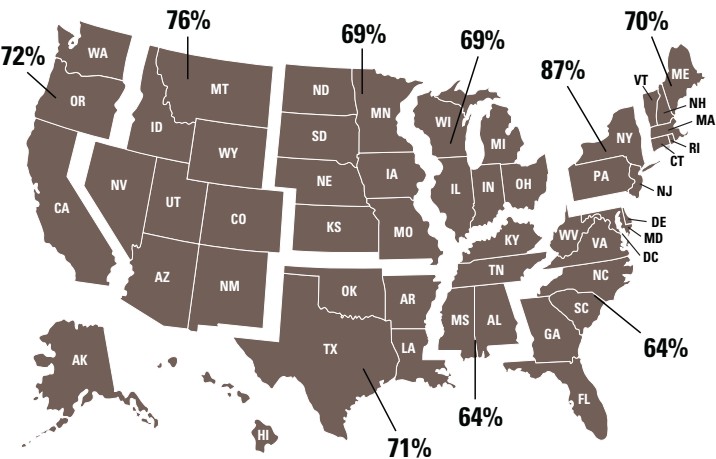 76%
69%
69%
70%
72%
87%
WA
OR
MT
ID
WY
ND
SD
MN
WI
MI
VT
ME
NH
MA
NY
RI
CT
NV
UT
CO
NE
KS
IA
MO
IL
IN
OH
PA
NJ
CA
AZ
NM
OK
AR
KY
TN
WV
VA
NC
DE
MD
DC
TX
LA
MS
AL
GA
SC
FL
64%
AK
HI
71%
64%